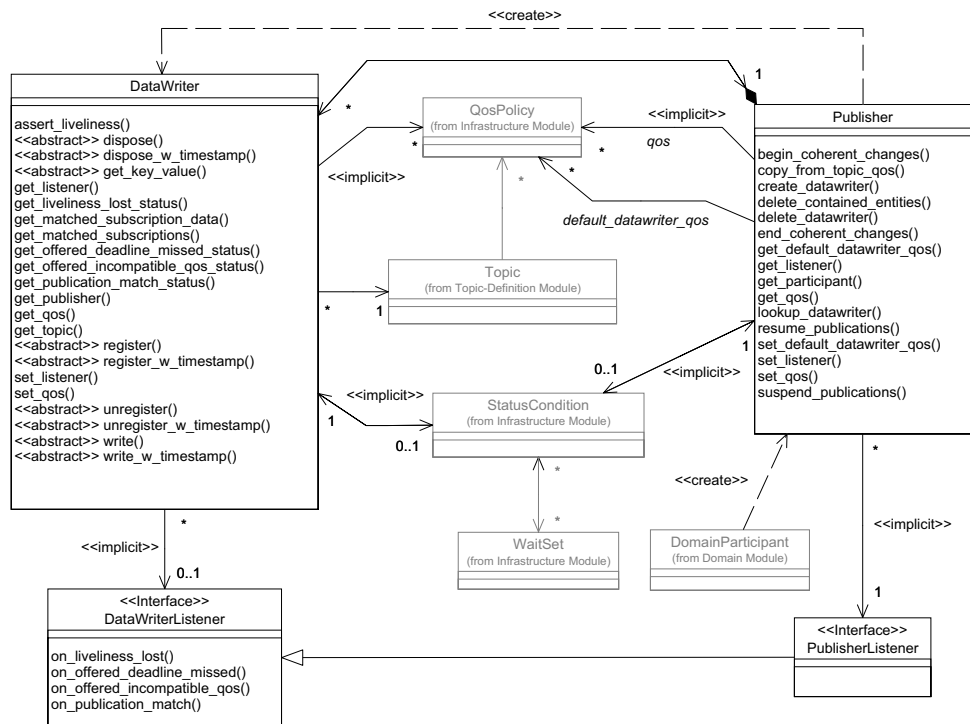 <<create>>
DataWriter
assert_liveliness()
<<abstract>> dispose()
<<abstract>> dispose_w_timestamp()
<<abstract>> get_key_value()
get_listener()
get_liveliness_lost_status()
get_matched_subscription_data()
get_matched_subscriptions()
get_offered_deadline_missed_status()
get_offered_incompatible_qos_status()
get_publication_match_status()
get_publisher()
get_qos()
get_topic()
<<abstract>> register()
<<abstract>> register_w_timestamp()
set_listener()
set_qos()
<<abstract>> unregister()
<<abstract>> unregister_w_timestamp()
<<abstract>> write()
<<abstract>> write_w_timestamp()
*
1
QosPolicy
(from Infrastructure Module)
*
<<implicit>>
*
<<implicit>>
qos
*
*
default_datawriter_qos
Publisher
begin_coherent_changes()
copy_from_topic_qos()
create_datawriter()
delete_contained_entities()
delete_datawriter()
end_coherent_changes()
get_default_datawriter_qos()
get_listener()
get_participant()
get_qos()
lookup_datawriter()
resume_publications()
set_default_datawriter_qos()
set_listener()
set_qos()
suspend_publications()
Topic
(from Topic-Definition Module)
*
1
1
0..1
<<implicit>>
<<implicit>>
1
0..1
StatusCondition
(from Infrastructure Module)
*
*
WaitSet
(from Infrastructure Module)
<<create>>
DomainParticipant
(from Domain Module)
*
<<implicit>>
1
*
<<implicit>>
0..1
<<Interface>>
DataWriterListener
on_liveliness_lost()
on_offered_deadline_missed()
on_offered_incompatible_qos()
on_publication_match()
<<Interface>>
PublisherListener